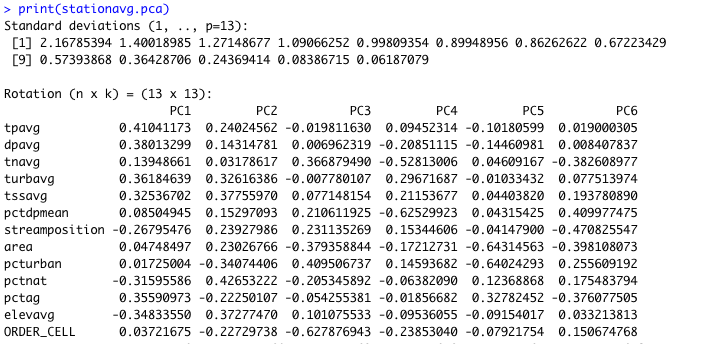 > print(stationavg.pca)
Standard deviations (1, .., p=13):
 [1] 2.16785394 1.40018985 1.27148677 1.09066252 0.99809354 0.89948956 0.86262622 0.67223429
 [9] 0.57393868 0.36428706 0.24369414 0.08386715 0.06187079

Rotation (n x k) = (13 x 13):
                       PC1         PC2          PC3         PC4         PC5          PC6
tpavg           0.41041173  0.24024562 -0.019811630  0.09452314 -0.10180599  0.019000305
dpavg           0.38013299  0.14314781  0.006962319 -0.20851115 -0.14460981  0.008407837
tnavg           0.13948661  0.03178617  0.366879490 -0.52813006  0.04609167 -0.382608977
turbavg         0.36184639  0.32616386 -0.007780107  0.29671687 -0.01033432  0.077513974
tssavg          0.32536702  0.37755970  0.077148154  0.21153677  0.04403820  0.193780890
pctdpmean       0.08504945  0.15297093  0.210611925 -0.62529373  0.04315425  0.409977475
streamposition -0.26795476  0.23927986  0.231135269  0.15344606 -0.04147900 -0.470825547
area            0.04748497  0.23026766 -0.379358844 -0.17212731 -0.64314563 -0.398108073
pcturban        0.01725004 -0.34074406  0.409506737  0.14593682 -0.64024293  0.255609192
pctnat         -0.31595586  0.42653222 -0.205345892 -0.06382090  0.12368868  0.175483794
pctag           0.35590973 -0.22250107 -0.054255381 -0.01856682  0.32782452 -0.376077505
elevavg        -0.34833550  0.37277470  0.101075533 -0.09536055 -0.09154017  0.033213813
ORDER_CELL      0.03721675 -0.22729738 -0.627877943 -0.23853040 -0.07921754  0.150674768